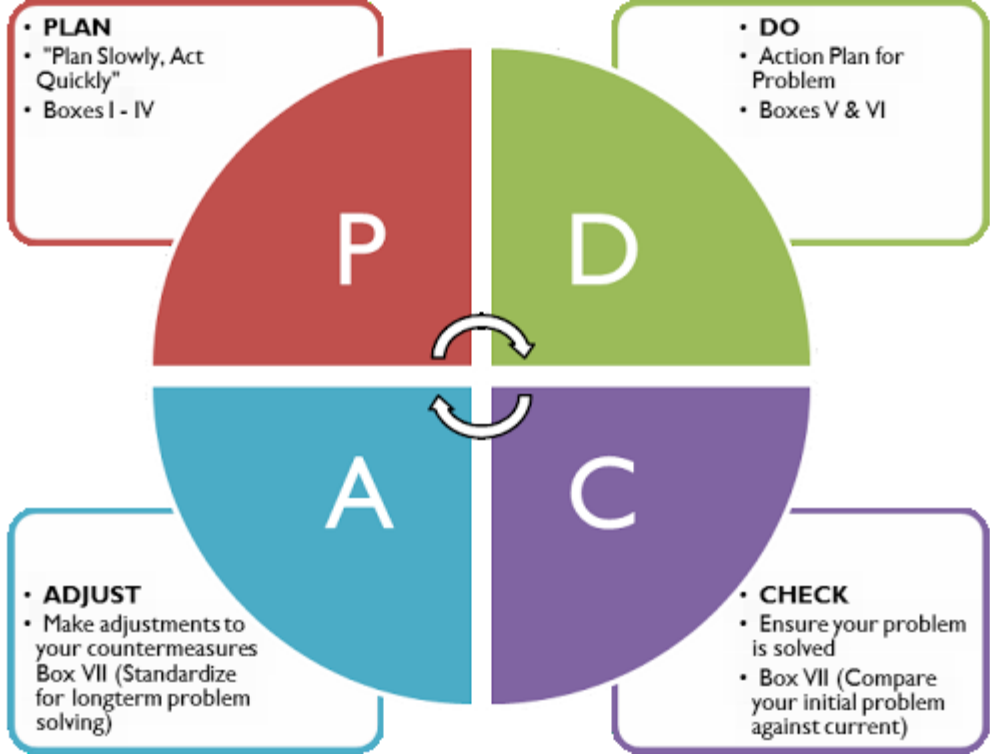 • PLAN
• "Plan Slowly, Act
Quickly"
• Boxes I - IV
• DO
• Action Plan for
Problem
• Boxes V & VI
P
D
A
C
• ADJUST
• Make adjustments to
your countermeasures
Box VII (Standardize
for longterm problem
solving)
• CHECK
• Ensure your problem
is solved
• Box VII (Compare
your initial problem
against current)